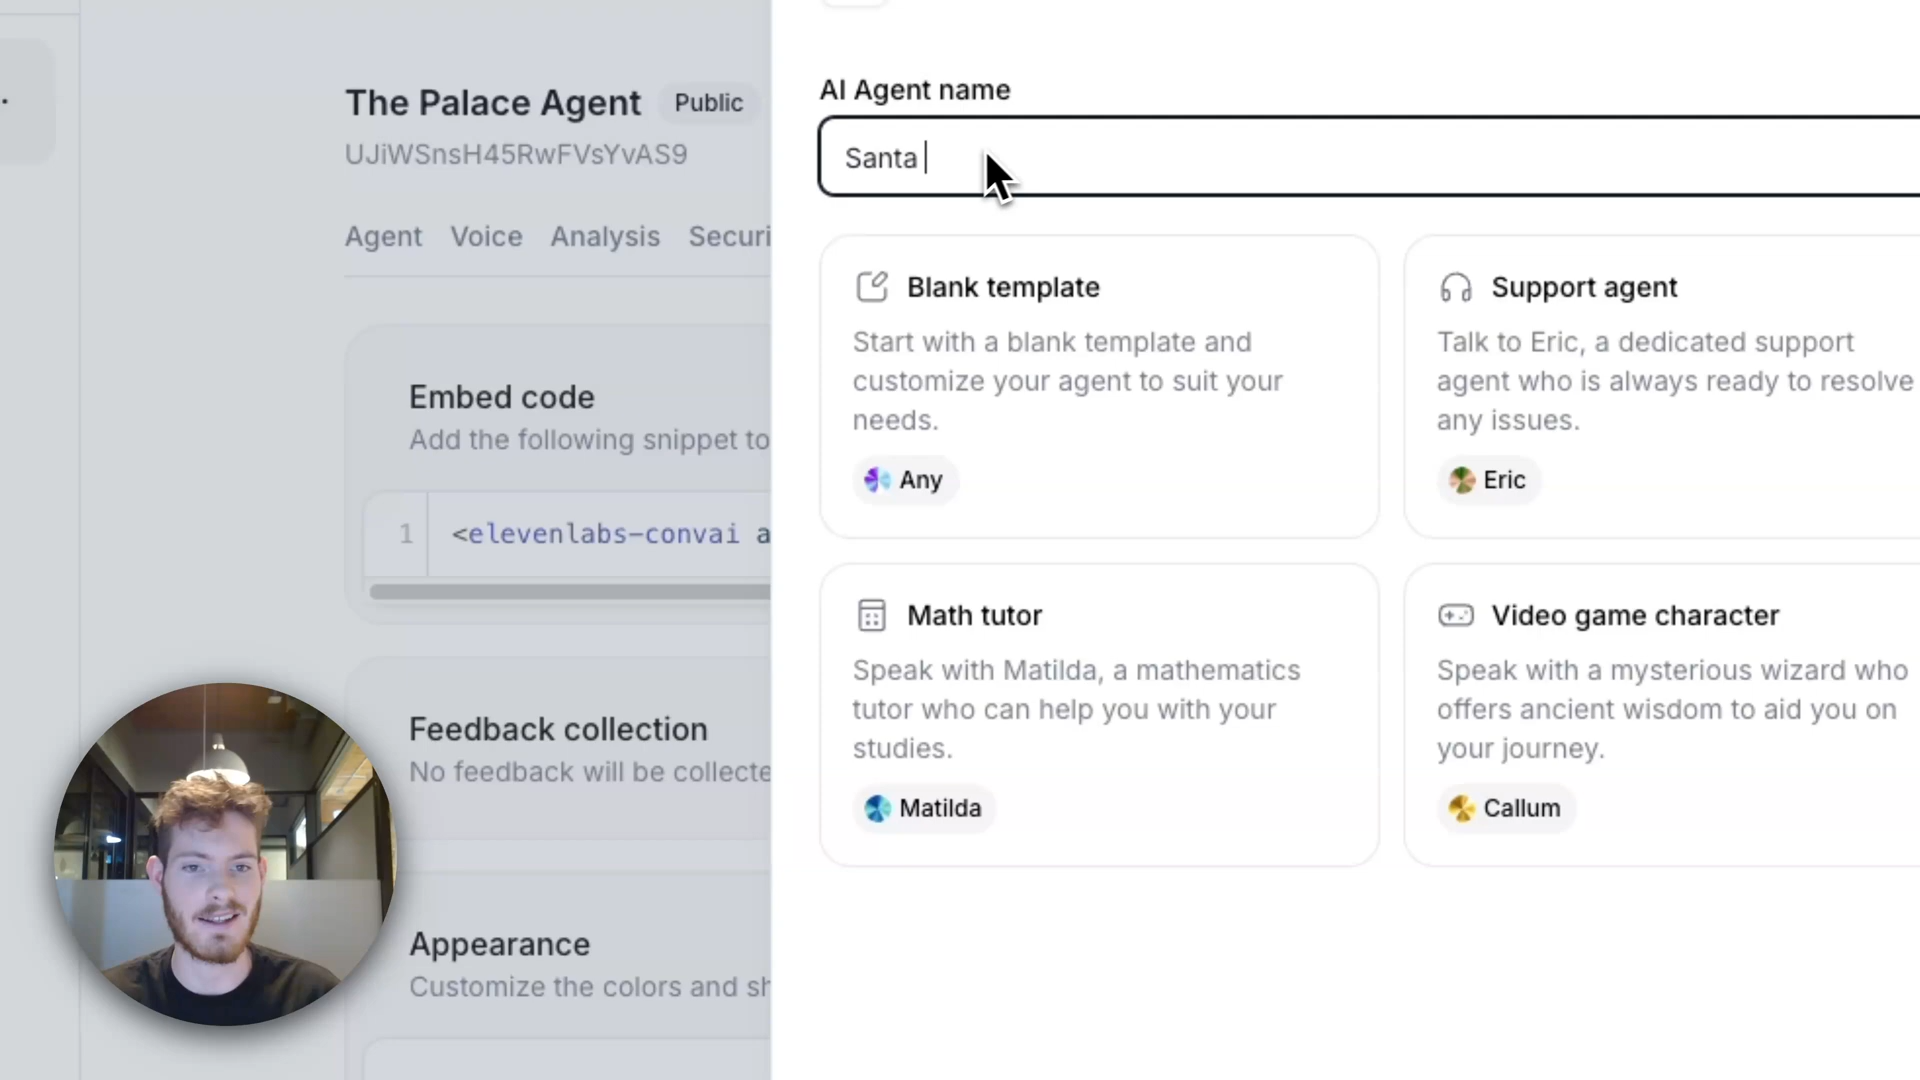 The Palace Agent Public
UJiWSnsH45RwFVsYvAS9
Agent Voice Analysis
Embed code
Add the following snippet to
1 <elevenlabs-convai a
Feedback collection
No feedback will be
Appearance
Customize the colors and
AI Agent name
Santa
Blank template
Start with a blank template and
customize your agent to suit your
needs.
Any
Support agent
Talk to Eric, a dedicated support
agent who is always ready to resolve
any issues.
Eric
Math tutor
Speak with Matilda, a mathematics
tutor who can help you with your
studies.
Matilda
Video game character
Speak with a mysterious wizard who
offers ancient wisdom to aid you on
your journey.
Callum